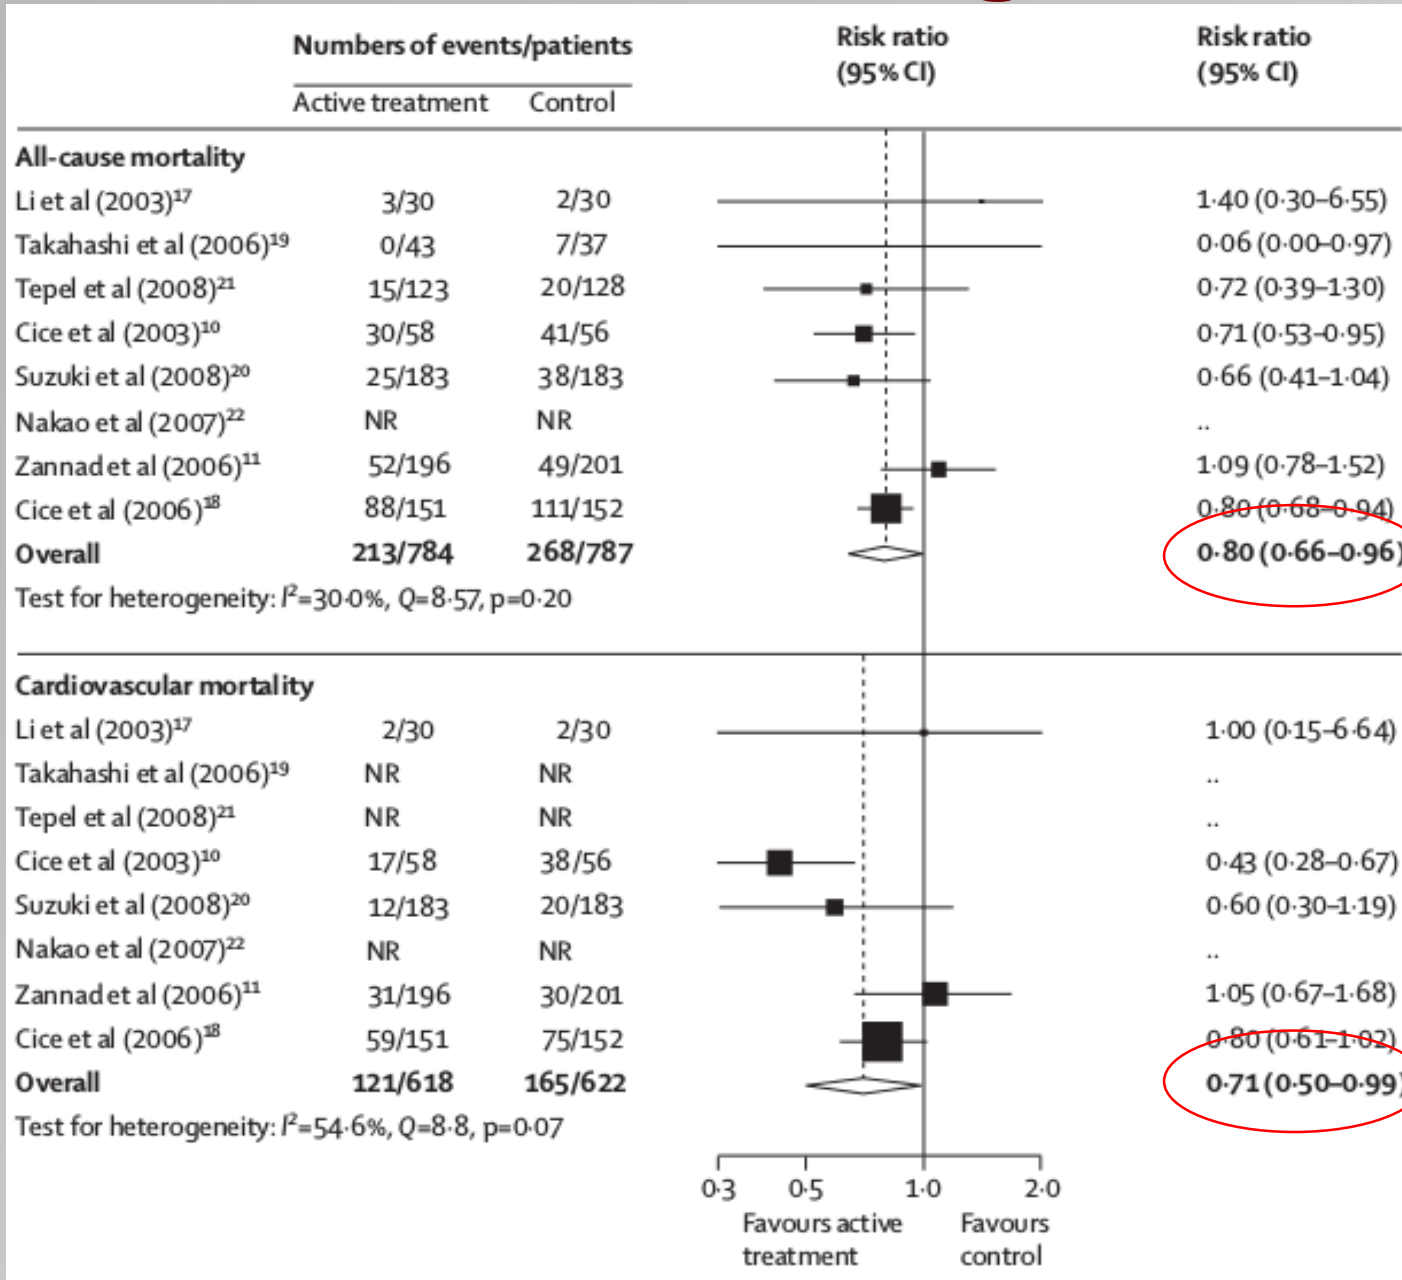 Numbers of events/patients Risk ratio (95% CI) Risk ratio (95% CI)
Active treatment Control
All-cause mortality
Li et al (2003)¹⁷ 3/30 2/30 1·40 (0·30–6·55)
Takahashi et al (2006)¹⁹ 0/43 7/37 0·06 (0·00–0·97)
Tepel et al (2008)²¹ 15/123 20/128 0·72 (0·39–1·30)
Cice et al (2003)¹⁰ 30/58 41/56 0·71 (0·53–0·95)
Suzuki et al (2008)²⁰ 25/183 38/183 0·66 (0·41–1·04)
Nakao et al (2007)²² NR NR ..
Zannad et al (2006)¹¹ 52/196 49/201 1·09 (0·78–1·52)
Cice et al (2006)¹⁸ 88/151 111/152 0·80 (0·68–0·94)
Overall 213/784 268/787 0·80 (0·66–0·96)
Test for heterogeneity: I²=30·0%, Q=8·57, p=0·20
Cardiovascular mortality
Li et al (2003)¹⁷ 2/30 2/30 1·00 (0·15–6·64)
Takahashi et al (2006)¹⁹ NR NR ..
Tepel et al (2008)²¹ NR NR ..
Cice et al (2003)¹⁰ 17/58 38/56 0·43 (0·28–0·67)
Suzuki et al (2008)²⁰ 12/183 20/183 0·60 (0·30–1·19)
Nakao et al (2007)²² NR NR ..
Zannad et al (2006)¹¹ 31/196 30/201 1·05 (0·67–1·68)
Cice et al (2006)¹⁸ 59/151 75/152 0·80 (0·61–1·02)
Overall 121/618 165/622 0·71 (0·50–0·99)
Test for heterogeneity: I²=54·6%, Q=8·8, p=0·07
0·3 0·5 1·0 2·0
Favours active treatment Favours control